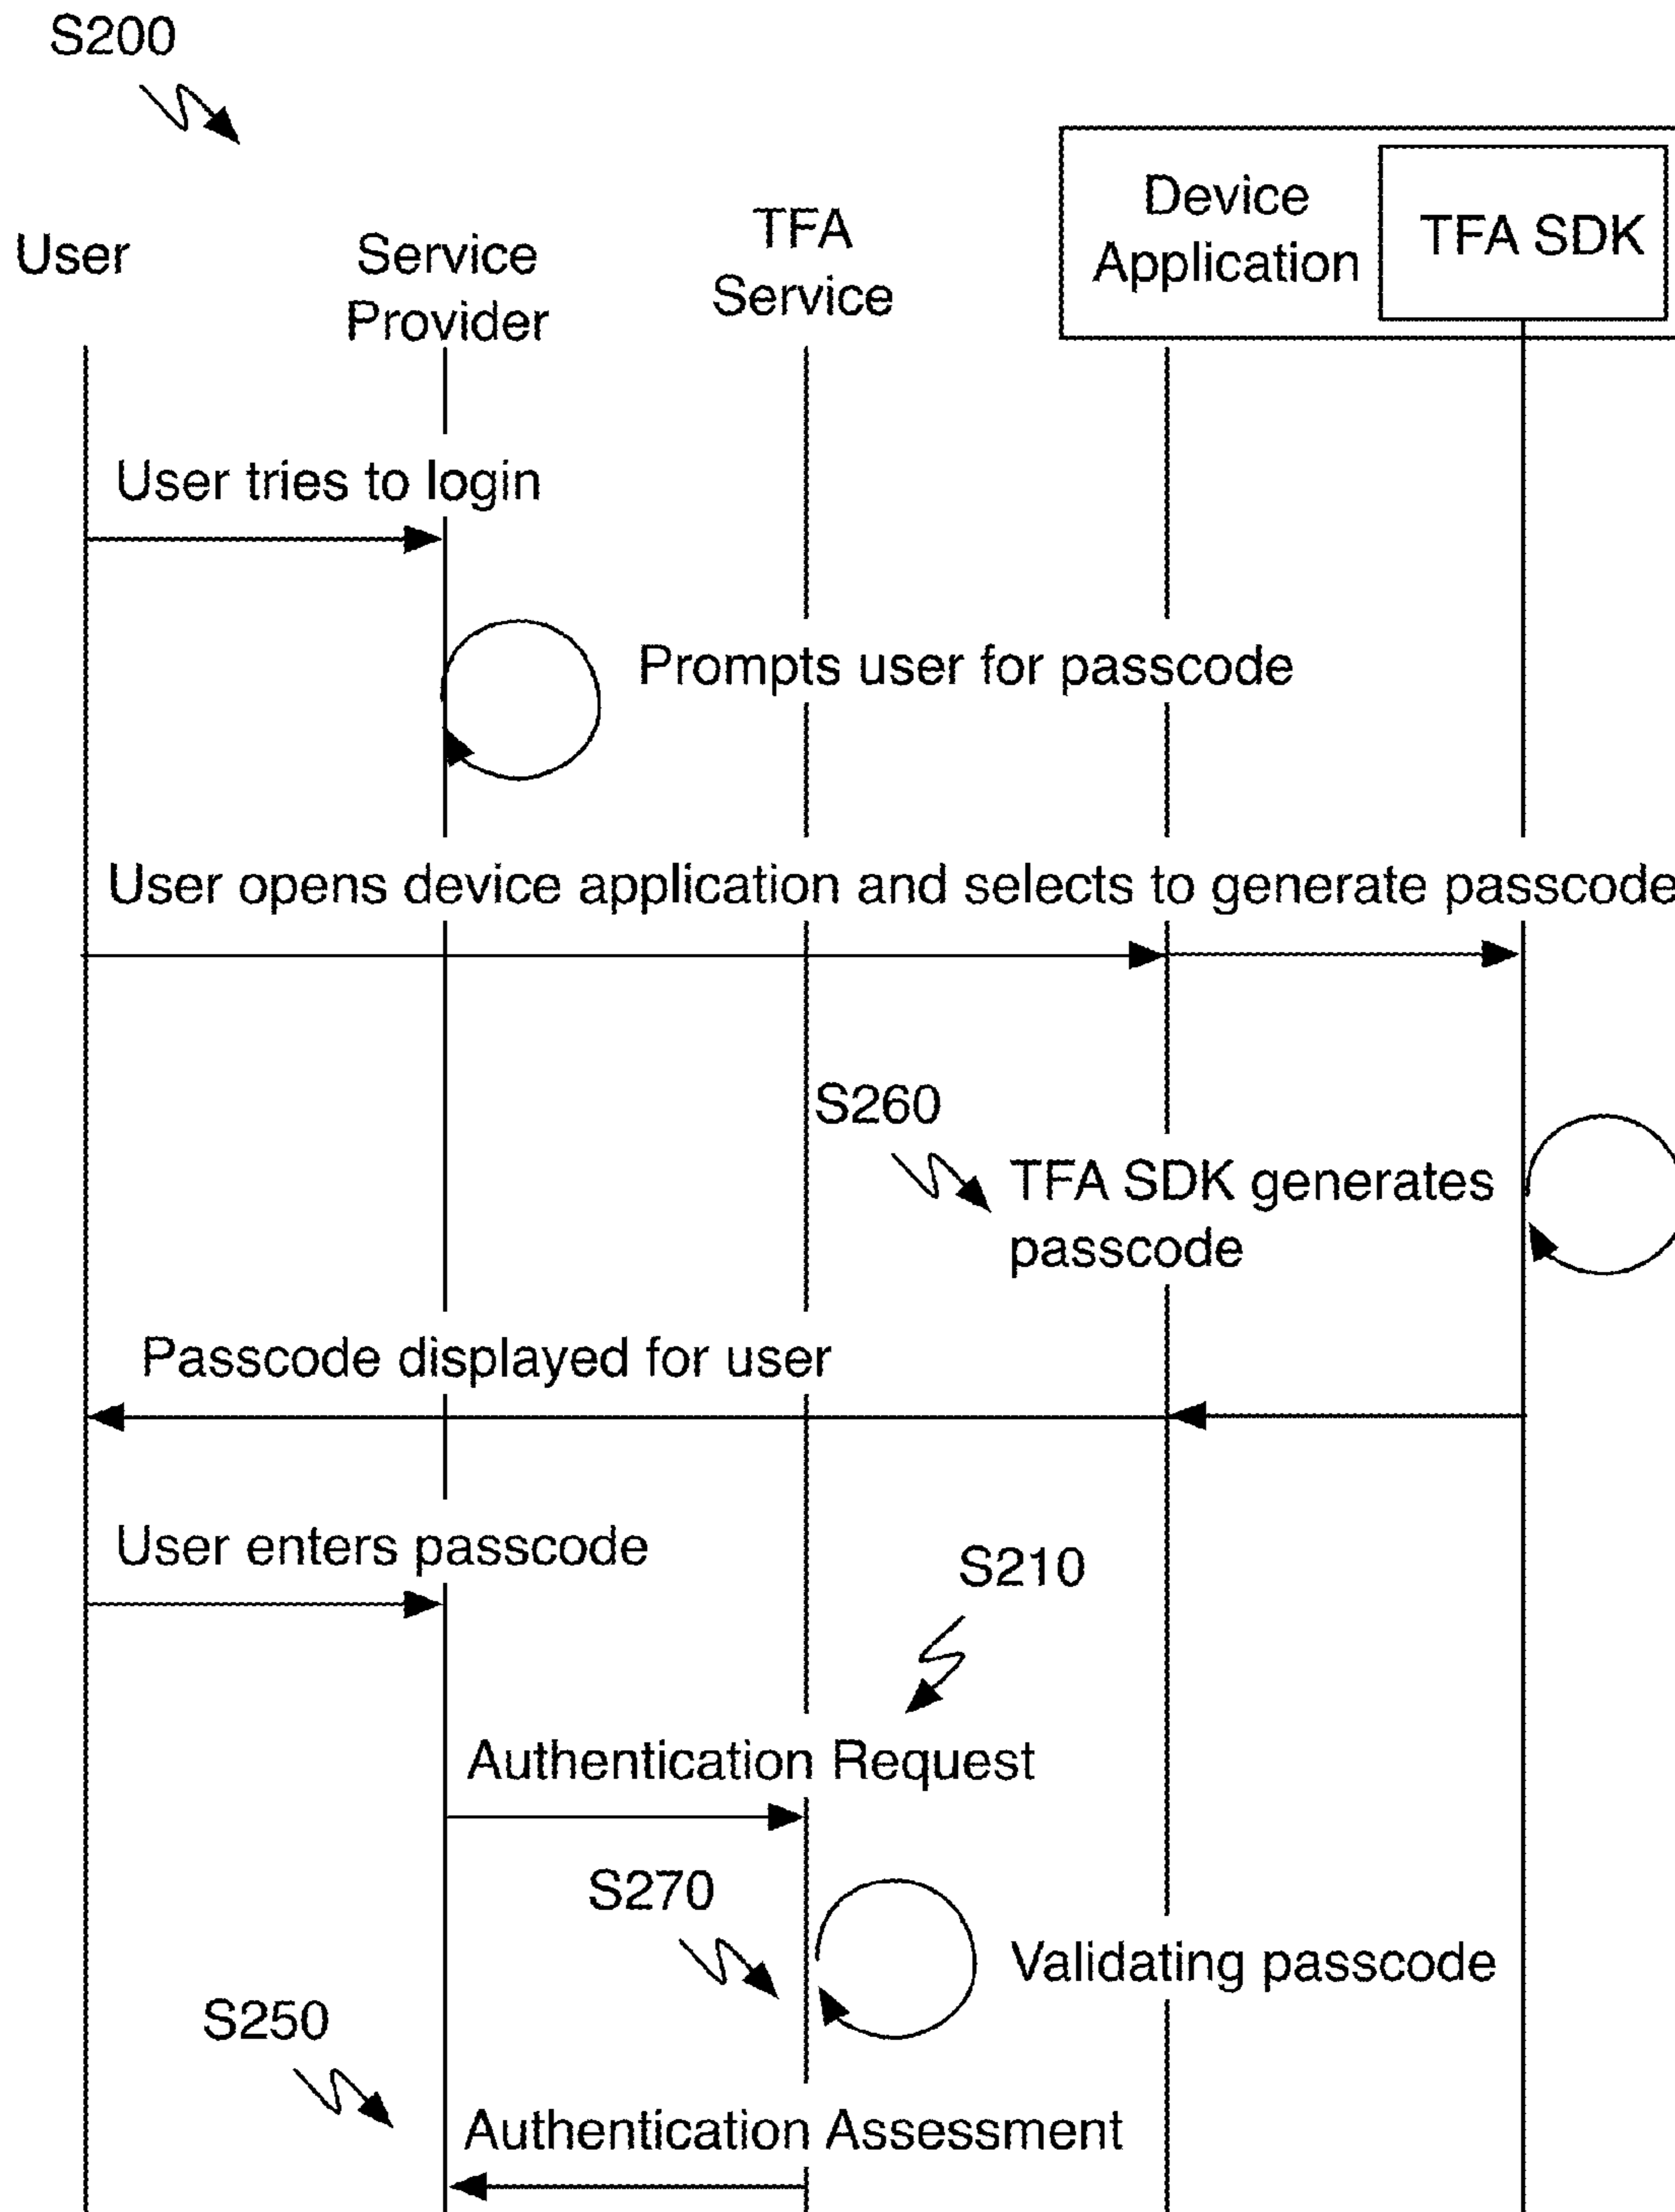 S200
User
Service
Provider
TFA
Service
Device
Application
TFA SDK
User tries to login
Prompts user for passcode
User opens device application and selects to generate passcode
S260
TFA SDK generates
passcode
Passcode displayed for user
User enters passcode
S210
Authentication Request
S270
Validating passcode
S250
Authentication Assessment